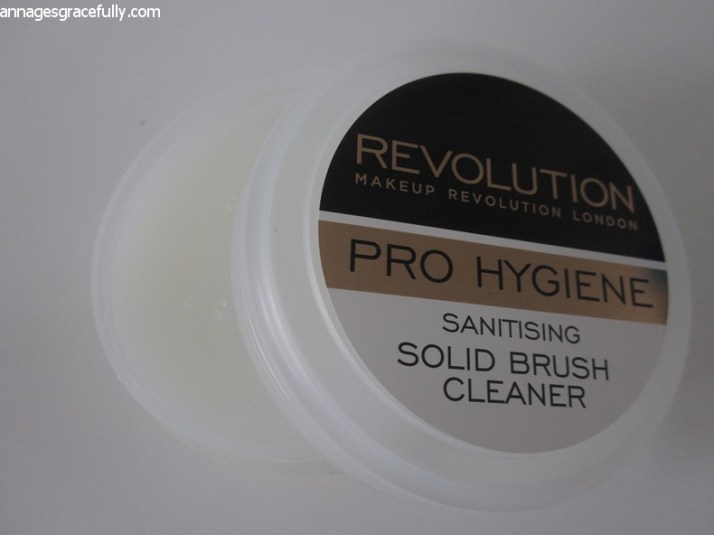 annagesgracefully.com
REVOLUTION
MAKEUP REVOLUTION LONDON
PRO HYGIENE
SANITISING
SOLID BRUSH
CLEANER